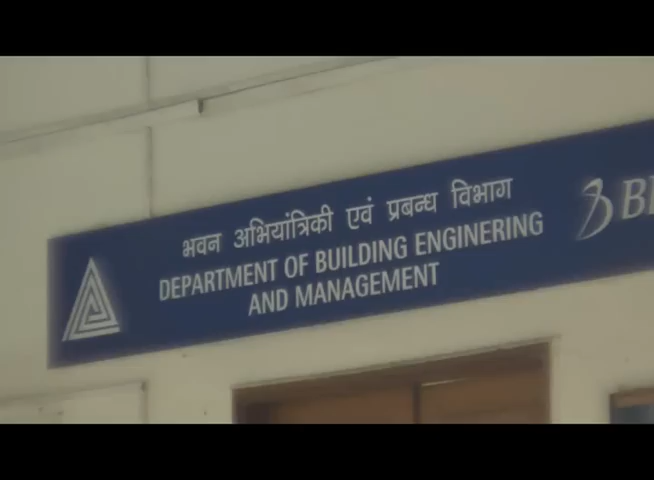 भवन अभियांत्रिकी एवं प्रबन्ध विभाग
DEPARTMENT OF BUILDING ENGINERING
AND MANAGEMENT